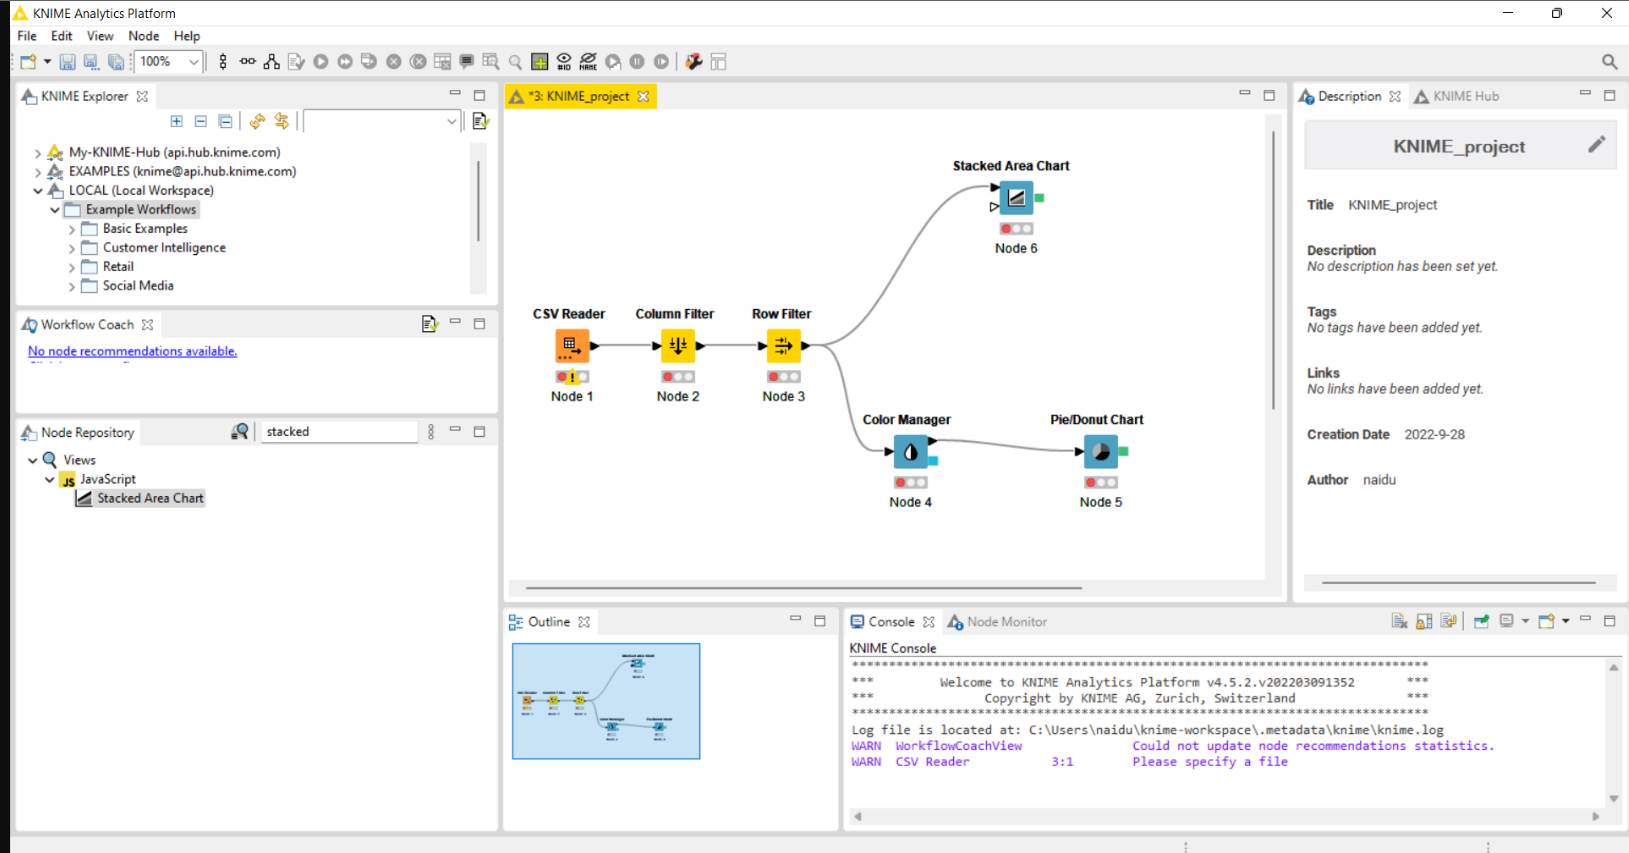 KNIME Analytics Platform
File Edit View Node Help
100%
#ID
NAME
KNIME Explorer
My-KNIME-Hub (api.hub.knime.com)
EXAMPLES (knime@api.hub.knime.com)
LOCAL (Local Workspace)
Example Workflows
Basic Examples
Customer Intelligence
Retail
Social Media
Workflow Coach
No node recommendations available.
Node Repository
stacked
Views
JS JavaScript
Stacked Area Chart
*3: KNIME_project
Stacked Area Chart
Node 6
CSV Reader
Column Filter
Row Filter
Node 1
Node 2
Node 3
Color Manager
Pie/Donut Chart
Node 4
Node 5
Description
KNIME Hub
KNIME_project
Title KNIME_project
Description
No description has been set yet.
Tags
No tags have been added yet.
Links
No links have been added yet.
Creation Date 2022-9-28
Author naidu
Outline
Console
Node Monitor
KNIME Console
*** Welcome to KNIME Analytics Platform v4.5.2.v202203091352 ***
*** Copyright by KNIME AG, Zurich, Switzerland ***
Log file is located at: C:\Users\naidu\knime-workspace\.metadata\knime\knime.log
WARN WorkflowCoachView Could not update node recommendations statistics.
WARN CSV Reader 3:1 Please specify a file